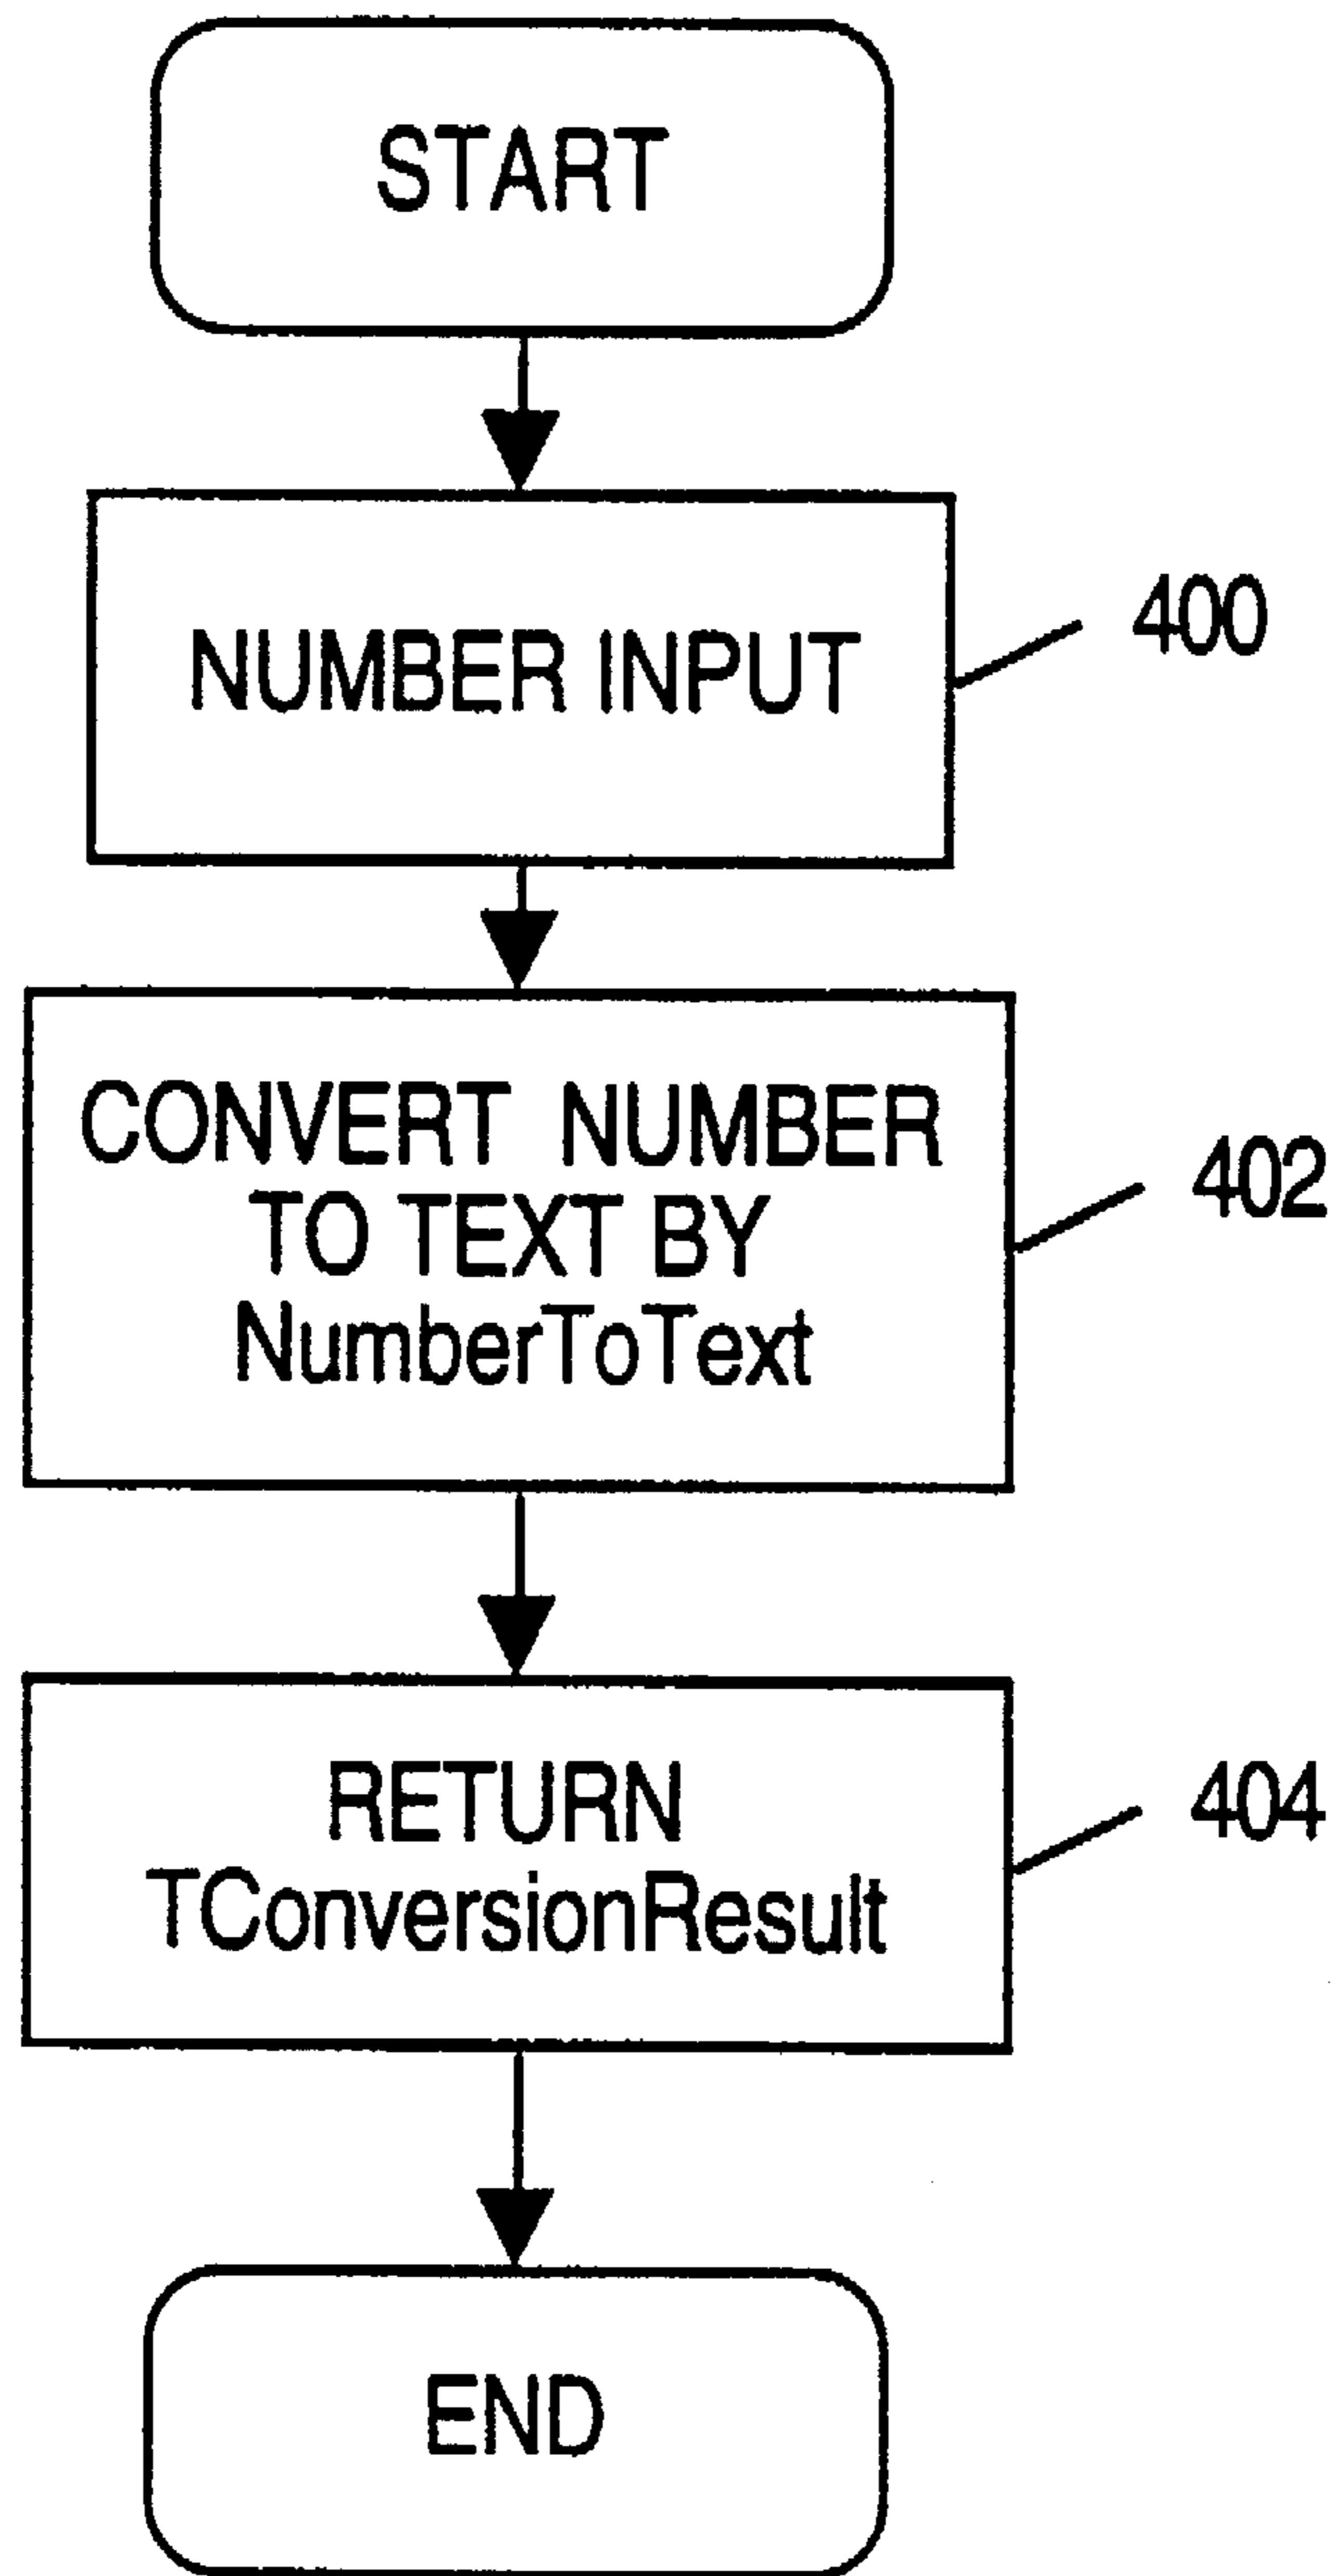 START
NUMBER INPUT
400
CONVERT NUMBER
TO TEXT BY
NumberToText
402
RETURN
TConversionResult
404
END